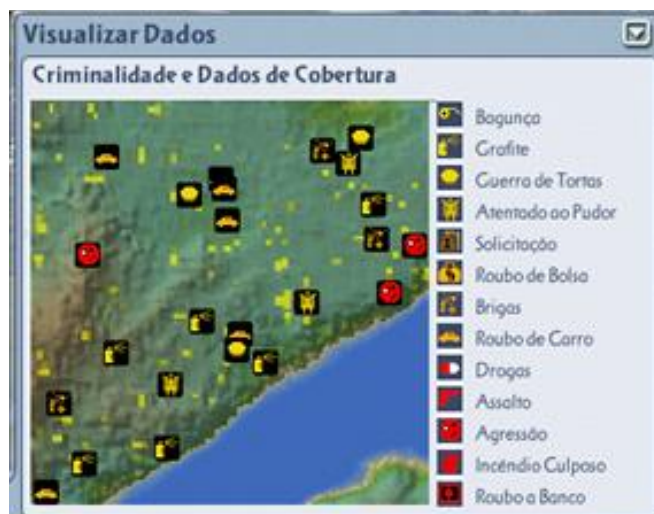 Visualizar Dados
Criminalidade e Dados de Cobertura
Bagunça
Grafite
Guerra de Tortas
Atentado ao Pudor
Solicitação
Roubo de Bolsa
Brigas
Roubo de Carro
Drogas
Assalto
Agressão
Incêndio Culposo
Roubo a Banco